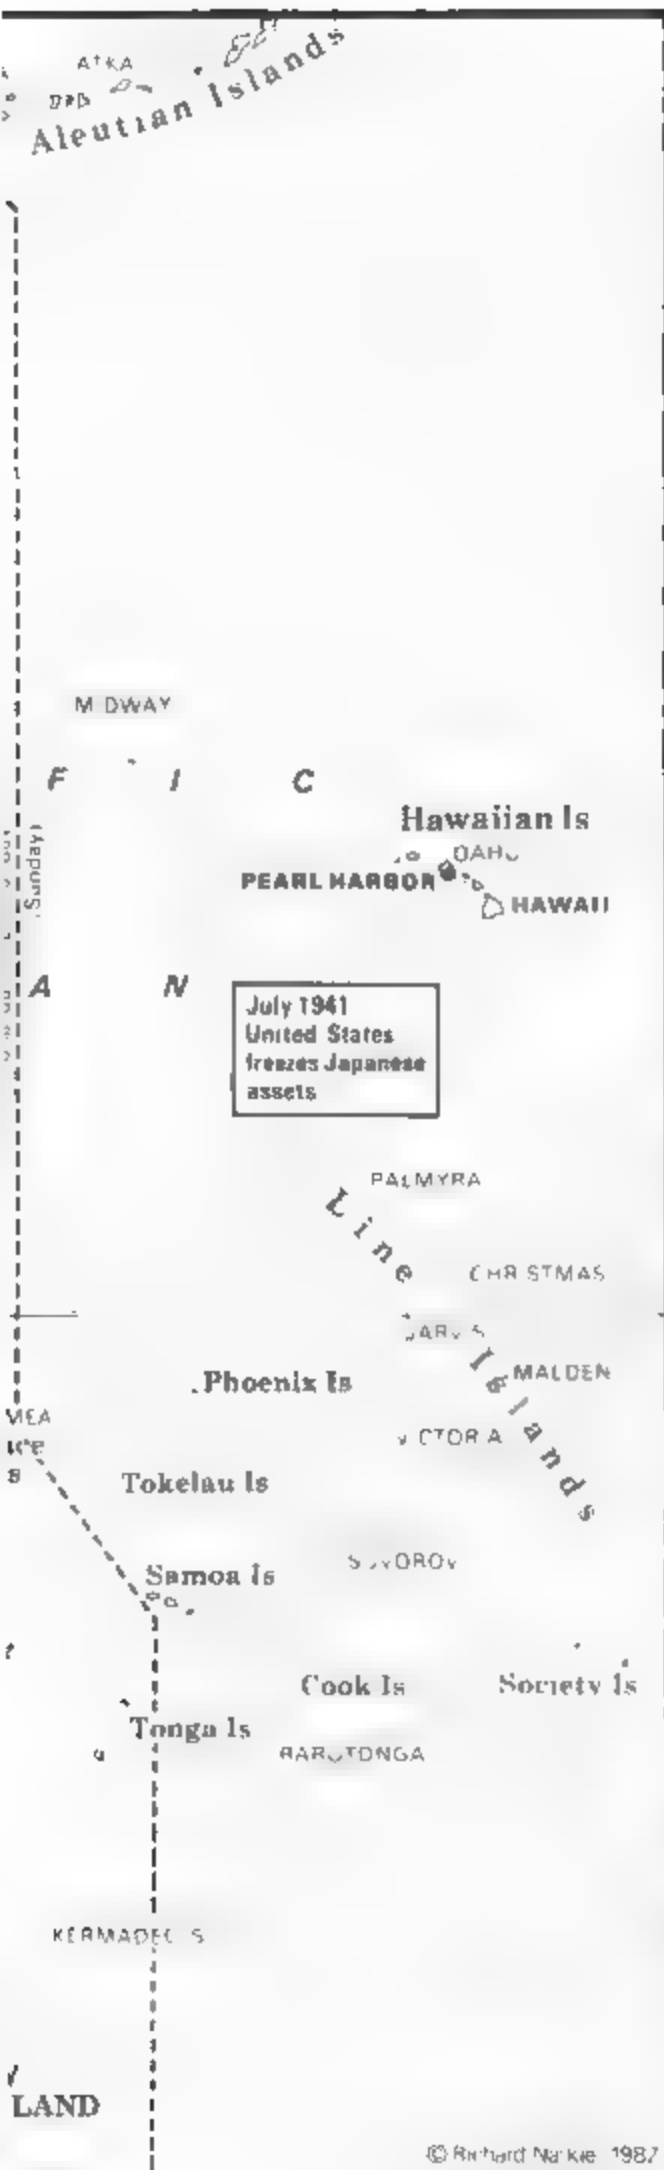 ATKA
Aleutian Islands
MIDWAY
F I C
Hawaiian Is
OAHU
PEARL HARBOR
HAWAII
(Sunday)
A N
July 1941
United States
freezes Japanese
assets
PALMYRA
Line Islands
CHRISTMAS
JARVIS
Phoenix Is
MALDEN
VICTORIA
Tokelau Is
SUVOROV
Samoa Is
Cook Is
Society Is
Tonga Is
RAROTONGA
KERMADEC IS
LAND
© Richard Natkiel 1987